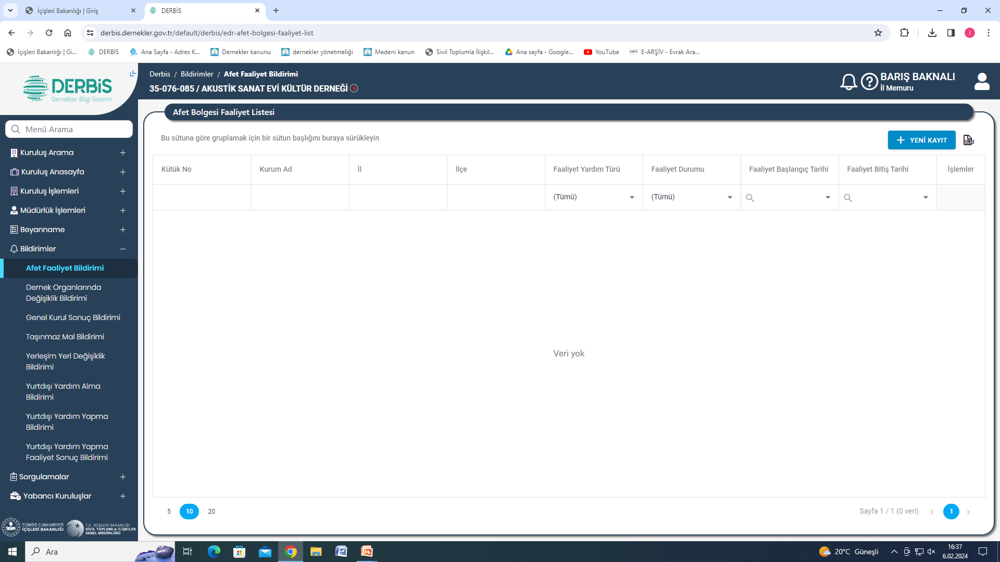 İçişleri Bakanlığı | Giriş
DERBİS
derbis.dernekler.gov.tr/default/derbis/edr-afet-bolgesi-faaliyet-list
İçişleri Bakanlığı | Gi...
DERBİS
Ana Sayfa - Adres K...
Dernekler kanunu
dernekler yönetmeliği
Medeni kanun
Sivil Toplumla İlişkil...
Ana sayfa - Google...
YouTube
E-ARŞİV - Evrak Ara...
DERBiS
Dernekler Bilgi Sistemi
Derbis / Bildirimler / Afet Faaliyet Bildirimi
35-076-085 / AKUSTİK SANAT EVİ KÜLTÜR DERNEĞİ
BARIŞ BAKNALI
İl Memuru
Menü Arama
Kuruluş Arama
Kuruluş Anasayfa
Kuruluş İşlemleri
Müdürlük İşlemleri
Beyanname
Bildirimler
Afet Faaliyet Bildirimi
Dernek Organlarında
Değişiklik Bildirimi
Genel Kurul Sonuç Bildirimi
Taşınmaz Mal Bildirimi
Yerleşim Yeri Değişiklik
Bildirimi
Yurtdışı Yardım Alma
Bildirimi
Yurtdışı Yardım Yapma
Bildirimi
Yurtdışı Yardım Yapma
Faaliyet Sonuç Bildirimi
Sorgulamalar
Yabancı Kuruluşlar
TÜRKİYE CUMHURİYETİ
İÇİŞLERİ BAKANLIĞI
T.C. İÇİŞLERİ BAKANLIĞI
SİVİL TOPLUMLA İLİŞKİLER
GENEL MÜDÜRLÜĞÜ
Afet Bolgesi Faaliyet Listesi
Bu sütuna göre gruplamak için bir sütun başlığını buraya sürükleyin
YENİ KAYIT
XLSX
Kütük No
Kurum Ad
İl
İlçe
Faaliyet Yardım Türü
Faaliyet Durumu
Faaliyet Başlangıç Tarihi
Faaliyet Bitiş Tarihi
İşlemler
(Tümü)
(Tümü)
Veri yok
5
10
20
Sayfa 1 / 1 (0 veri)
1
Ara
20°C Güneşli
16:37
6.02.2024